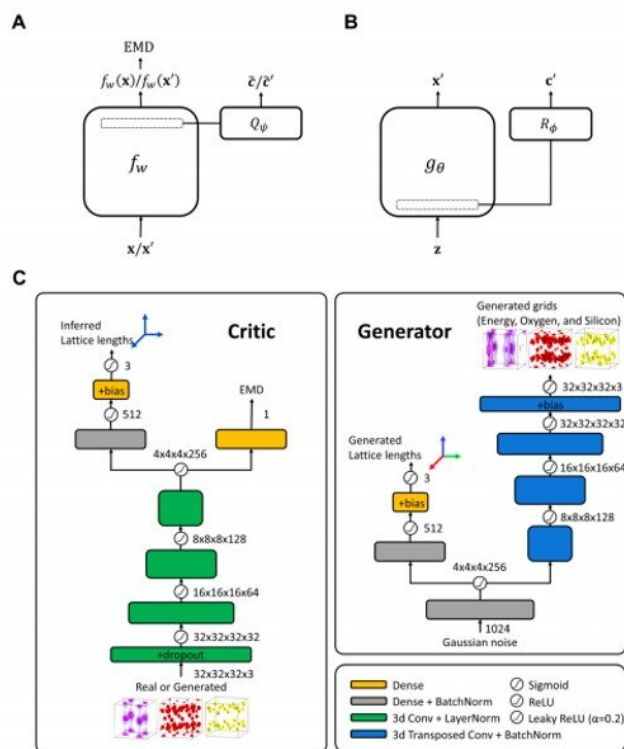 A
EMD
f_w(x)/f_w(x′)
c̃/c̃′
Q_ψ
f_w
x/x′
B
x′
c′
R_ϕ
g_θ
z
C
Critic
Inferred
Lattice lengths
3
+bias
512
EMD
1
4x4x4x256
8x8x8x128
16x16x16x64
32x32x32x32
+dropout
32x32x32x3
Real or Generated
Generator
Generated grids
(Energy, Oxygen, and Silicon)
32x32x32x3
+bias
32x32x32x32
Generated
Lattice lengths
16x16x16x64
3
+bias
8x8x8x128
512
4x4x4x256
1024
Gaussian noise
Dense
Dense + BatchNorm
3d Conv + LayerNorm
3d Transposed Conv + BatchNorm
Sigmoid
ReLU
Leaky ReLU (α=0.2)